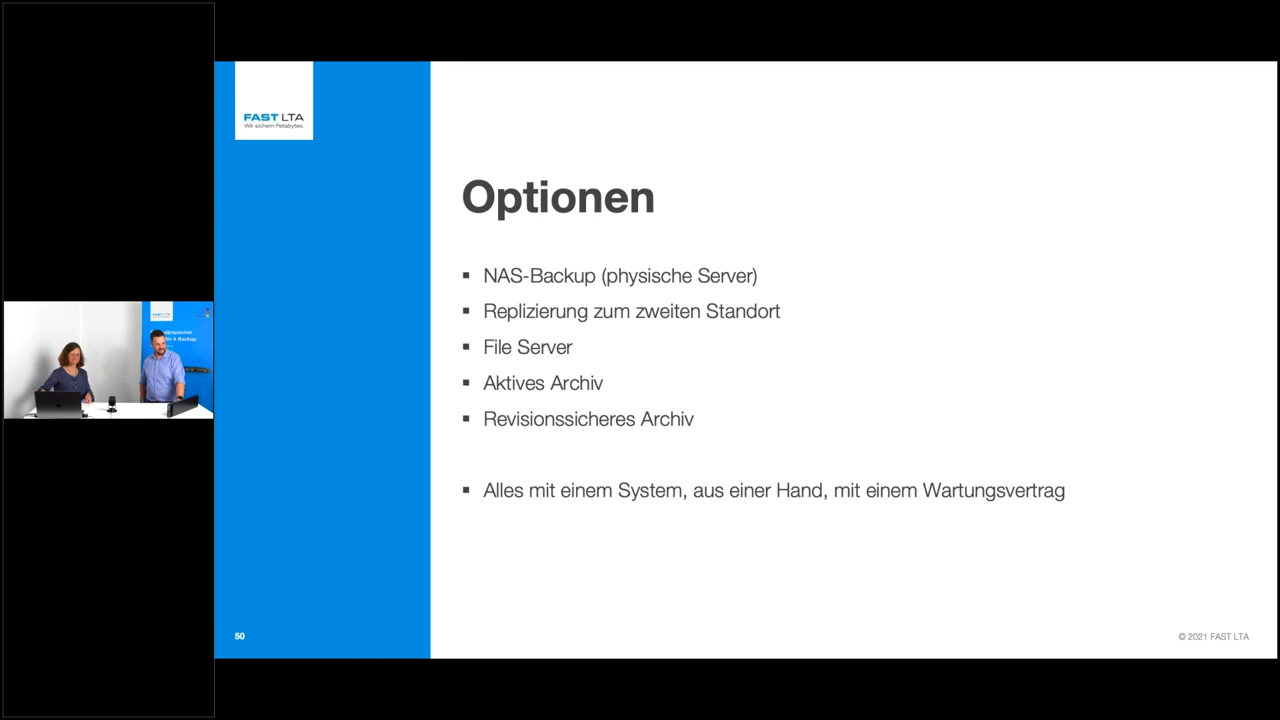 FAST LTA
Wir sichern Petabytes.
Optionen
▪ NAS-Backup (physische Server)
▪ Replizierung zum zweiten Standort
▪ File Server
▪ Aktives Archiv
▪ Revisionssicheres Archiv
▪ Alles mit einem System, aus einer Hand, mit einem Wartungsvertrag
50
© 2021 FAST LTA